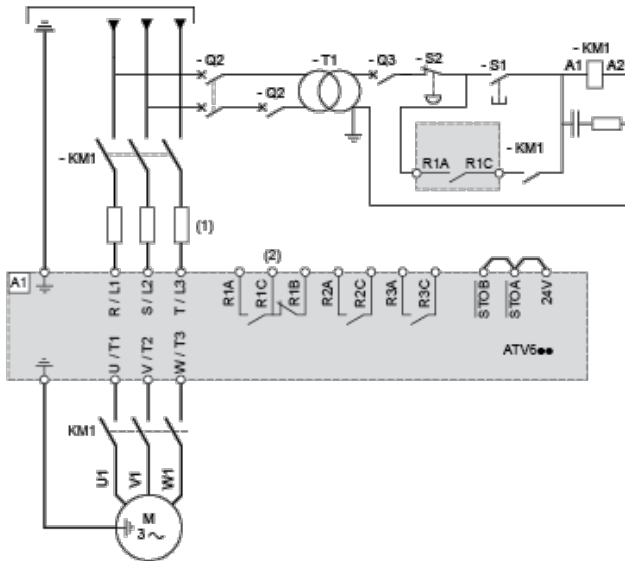 - Q2
- T1
- Q3
- S2
- S1
- KM1
A1
A2
- Q2
- KM1
- KM1
R1A
R1C
(1)
(2)
A1
R / L1
S / L2
T / L3
R1A
R1C
R1B
R2A
R2C
R3A
R3C
STOB
STOA
24V
U / T1
V / T2
W / T3
ATV6●●
KM1
U1
V1
W1
M
3 ~